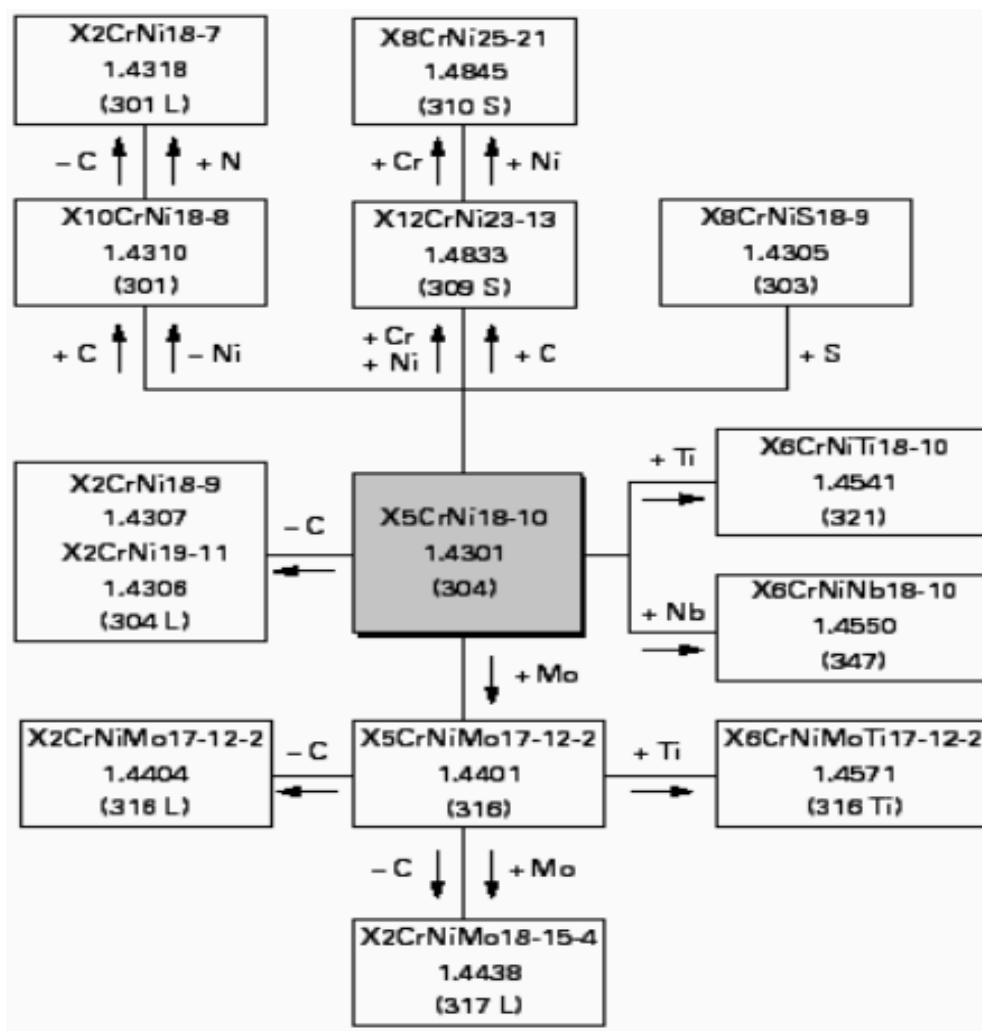 X2CrNi18-7
1.4318
(301 L)
X8CrNi25-21
1.4845
(310 S)
– C
+ N
+ Cr
+ Ni
X10CrNi18-8
1.4310
(301)
X12CrNi23-13
1.4833
(309 S)
X8CrNiS18-9
1.4305
(303)
+ C
– Ni
+ Cr
+ Ni
+ C
+ S
X2CrNi18-9
1.4307
X2CrNi19-11
1.4306
(304 L)
– C
X5CrNi18-10
1.4301
(304)
+ Ti
X6CrNiTi18-10
1.4541
(321)
+ Nb
X6CrNiNb18-10
1.4550
(347)
+ Mo
X2CrNiMo17-12-2
1.4404
(316 L)
– C
X5CrNiMo17-12-2
1.4401
(316)
+ Ti
X6CrNiMoTi17-12-2
1.4571
(316 Ti)
– C
+ Mo
X2CrNiMo18-15-4
1.4438
(317 L)